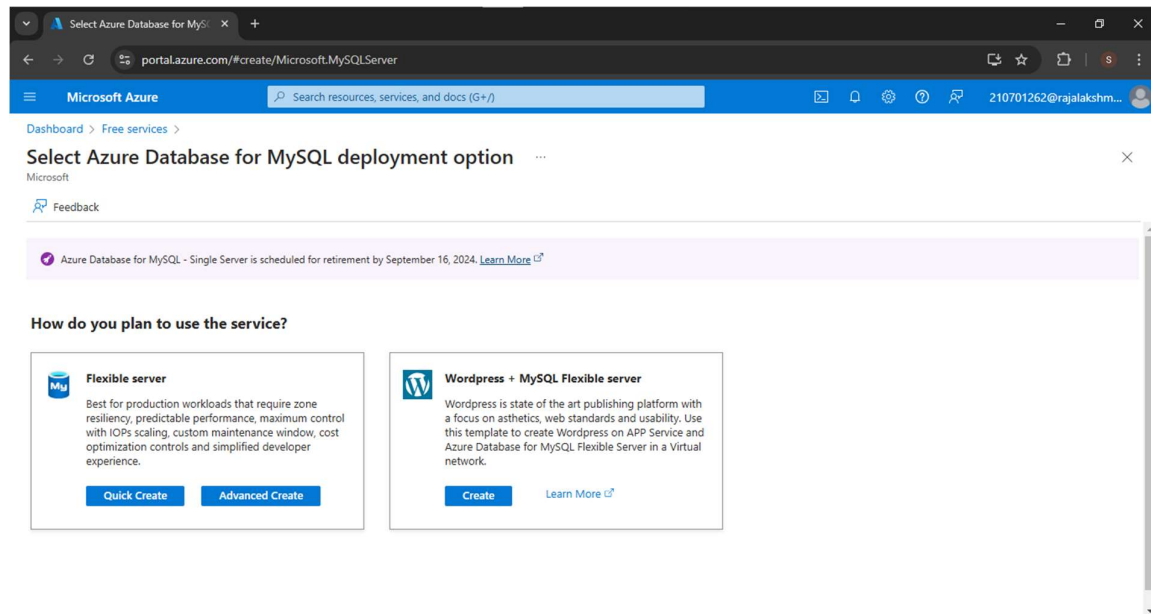 Select Azure Database for MyS
portal.azure.com/#create/Microsoft.MySQLServer
S
Microsoft Azure
Search resources, services, and docs (G+/)
210701262@rajalakshm...
Dashboard > Free services >
Select Azure Database for MySQL deployment option ...
Microsoft
Feedback
Azure Database for MySQL - Single Server is scheduled for retirement by September 16, 2024. Learn More
How do you plan to use the service?
My
Flexible server
Best for production workloads that require zone
resiliency, predictable performance, maximum control
with IOPs scaling, custom maintenance window, cost
optimization controls and simplified developer
experience.
Quick Create
Advanced Create
Wordpress + MySQL Flexible server
Wordpress is state of the art publishing platform with
a focus on asthetics, web standards and usability. Use
this template to create Wordpress on APP Service and
Azure Database for MySQL Flexible Server in a Virtual
network.
Create
Learn More